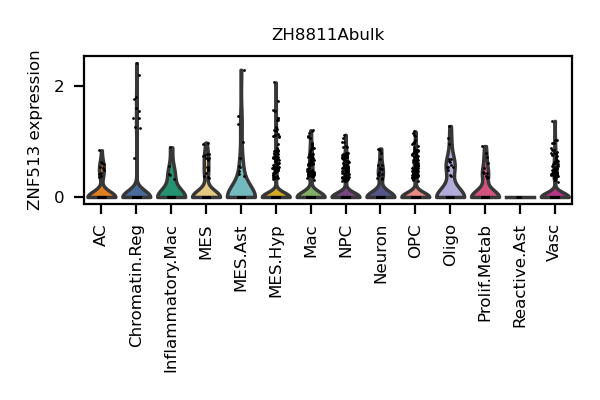 ZH8811Abulk
ZNF513 expression
2
0
AC
Chromatin.Reg
Inflammatory.Mac
MES
MES.Ast
MES.Hyp
Mac
NPC
Neuron
OPC
Oligo
Prolif.Metab
Reactive.Ast
Vasc